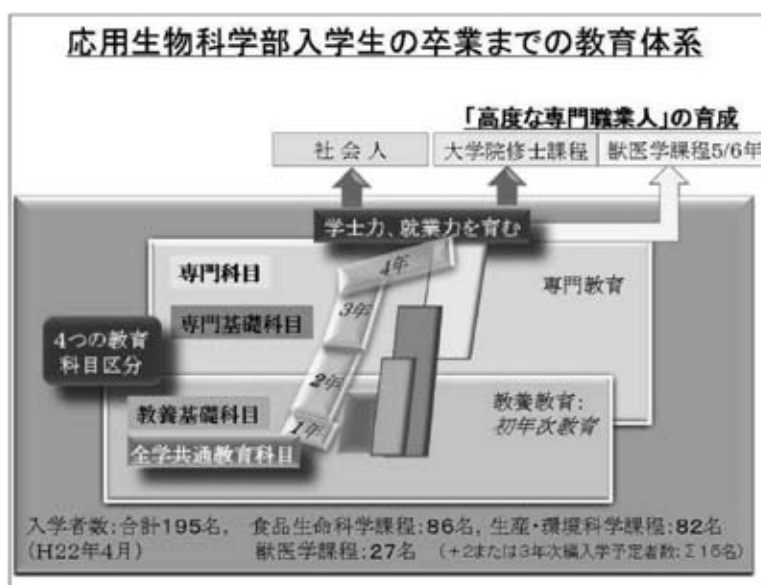 応用生物科学部入学生の卒業までの教育体系
「高度な専門職業人」の育成
社会人
大学院修士課程
獣医学課程5/6年
学士力、就業力を育む
専門科目
4年
専門教育
専門基礎科目
3年
4つの教育
科目区分
2年
教養基礎科目
教養教育:
初年次教育
1年
全学共通教育科目
入学者数:合計195名, 食品生命科学課程:86名, 生産・環境科学課程:82名
(H22年4月) 獣医学課程:27名 (+2または3年次編入学予定者数:Σ16名)